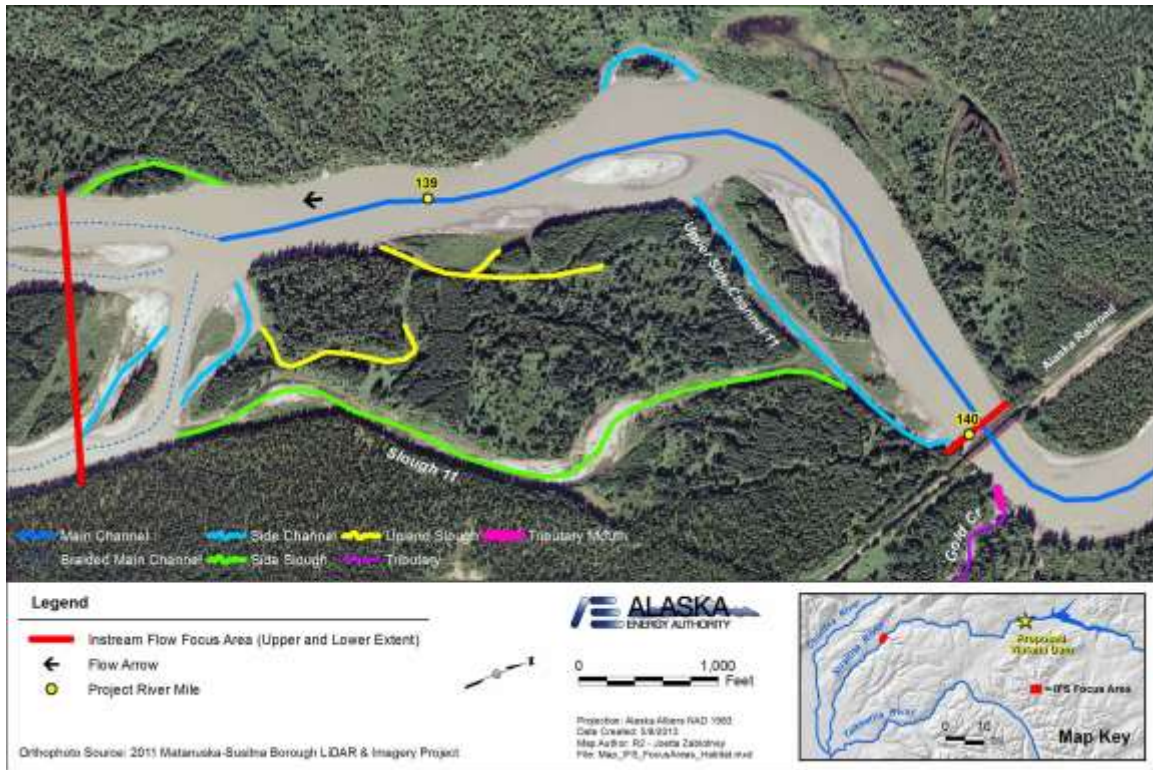 139
Upper Side Channel 11
Alaska Railroad
140
Slough 11
Gold Cr
Main Channel
Side Channel
Upland Slough
Tributary Mouth
Braided Main Channel
Side Slough
Tributary
Legend
Instream Flow Focus Area (Upper and Lower Extent)
Flow Arrow
Project River Mile
Orthophoto Source: 2011 Matanuska-Susitna Borough LiDAR & Imagery Project
ALASKA
ENERGY AUTHORITY
0 1,000
Feet
Projection: Alaska Albers NAD 1983
Date Created: 5/8/2013
Map Author: R2 - Joetta Zablotney
File: Map_IFS_FocusAreas_Habitat.mxd
Chulitna River
Susitna River
Talkeetna River
Proposed
Watana Dam
= IFS Focus Area
0
mi
Map Key